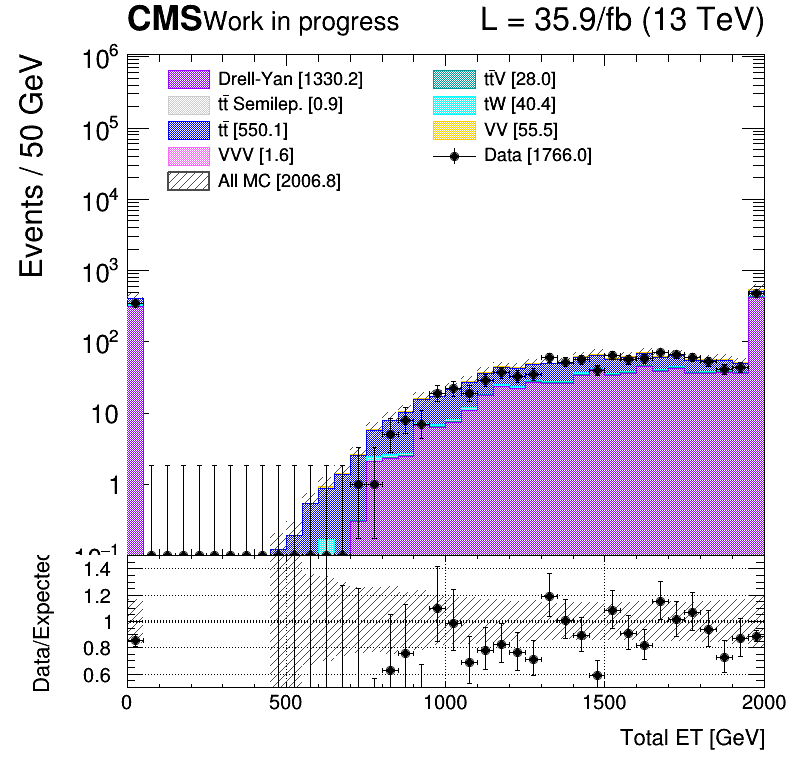 CMS Work in progress L = 35.9/fb (13 TeV)
Events / 50 GeV
10⁶
10⁵
10⁴
10³
10²
10
1
10⁻¹
Drell-Yan [1330.2]
tt̄ Semilep. [0.9]
tt̄ [550.1]
VVV [1.6]
All MC [2006.8]
tt̄V [28.0]
tW [40.4]
VV [55.5]
Data [1766.0]
Data/Expected
1.4
1.2
1
0.8
0.6
0 500 1000 1500 2000
Total ET [GeV]